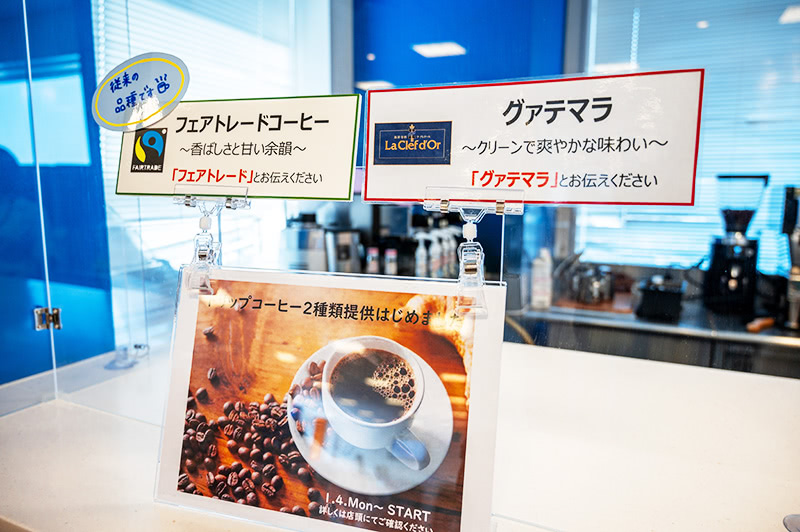 従来の
品種です
フェアトレードコーヒー
～香ばしさと甘い余韻～
「フェアトレード」とお伝えください
FAIRTRADE
グァテマラ
～クリーンで爽やかな味わい～
「グァテマラ」とお伝えください
La Clef d'Or
ップコーヒー2種類提供はじめま
1.4.Mon～ START
詳しくは店頭にてご確認ください